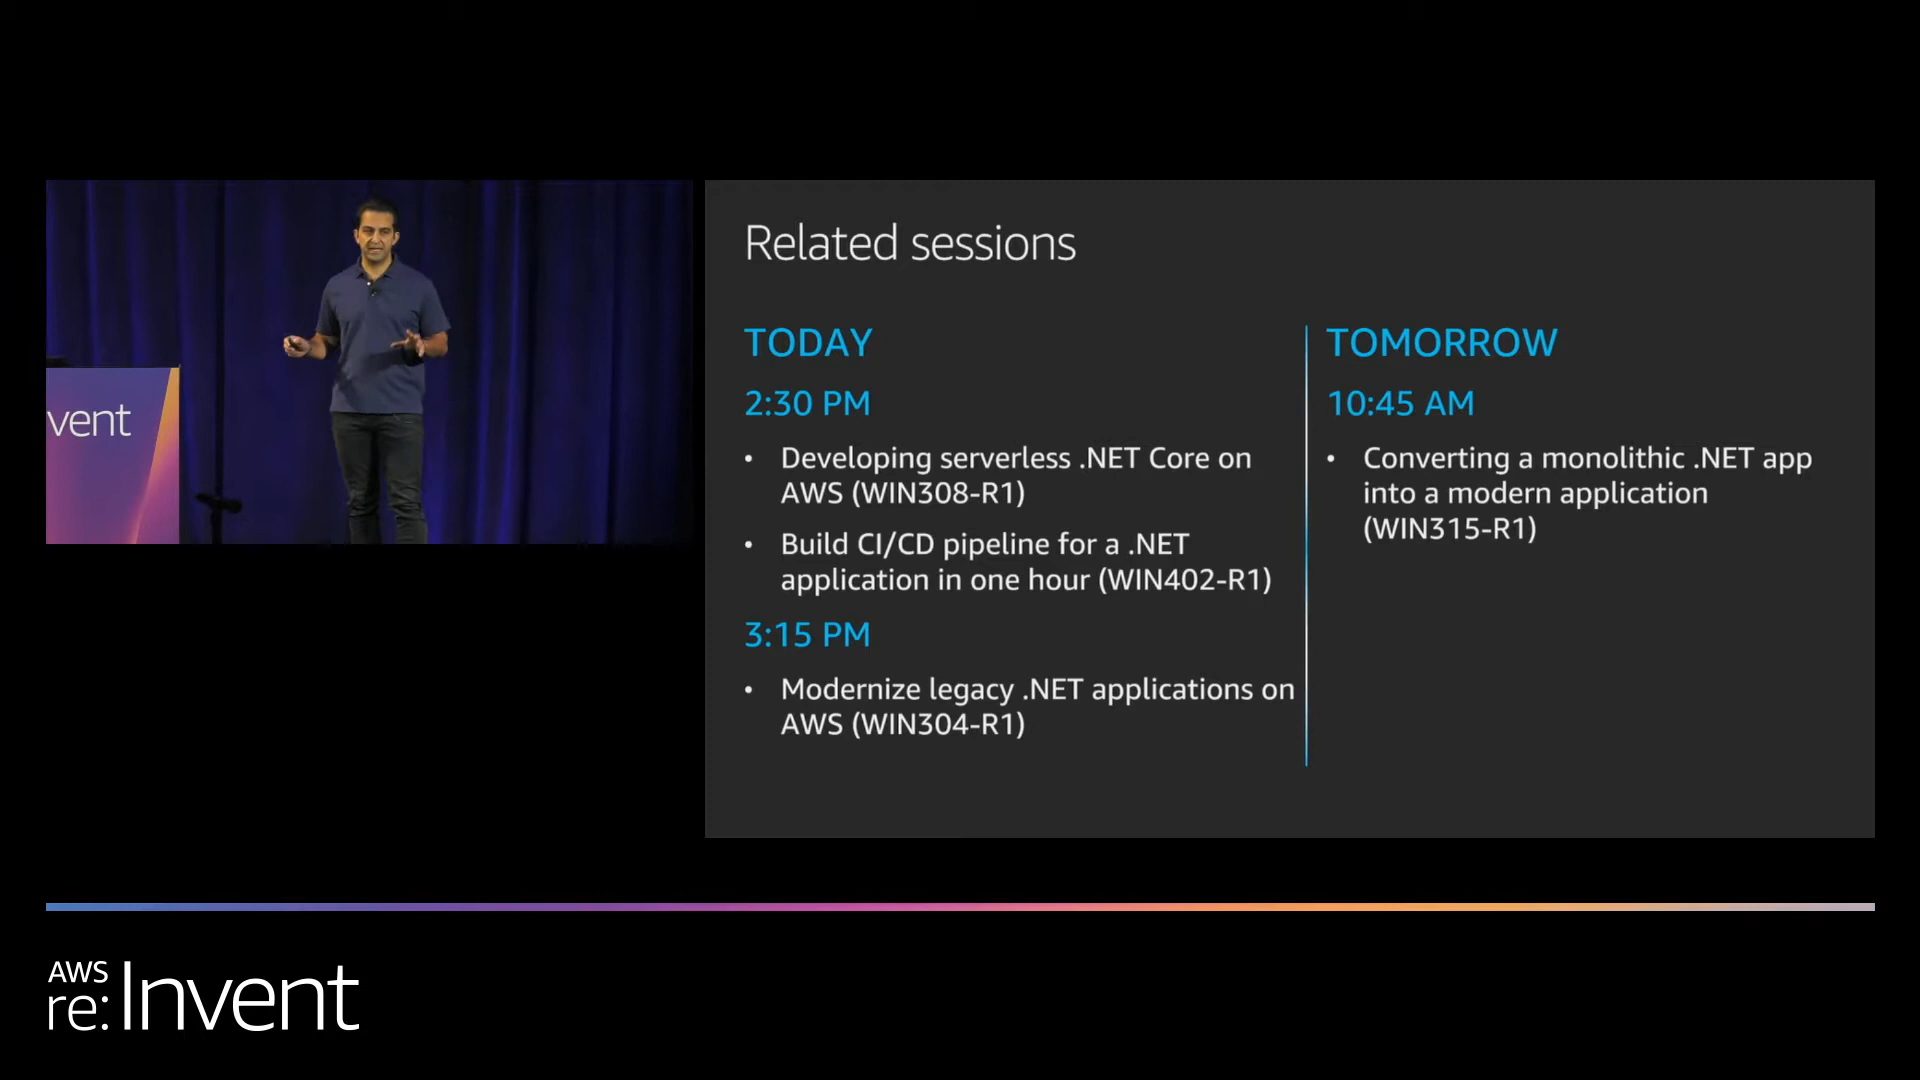 vent
Related sessions
TODAY
2:30 PM
• Developing serverless .NET Core on
AWS (WIN308-R1)
• Build CI/CD pipeline for a .NET
application in one hour (WIN402-R1)
3:15 PM
• Modernize legacy .NET applications on
AWS (WIN304-R1)
TOMORROW
10:45 AM
• Converting a monolithic .NET app
into a modern application
(WIN315-R1)
AWS
re:Invent